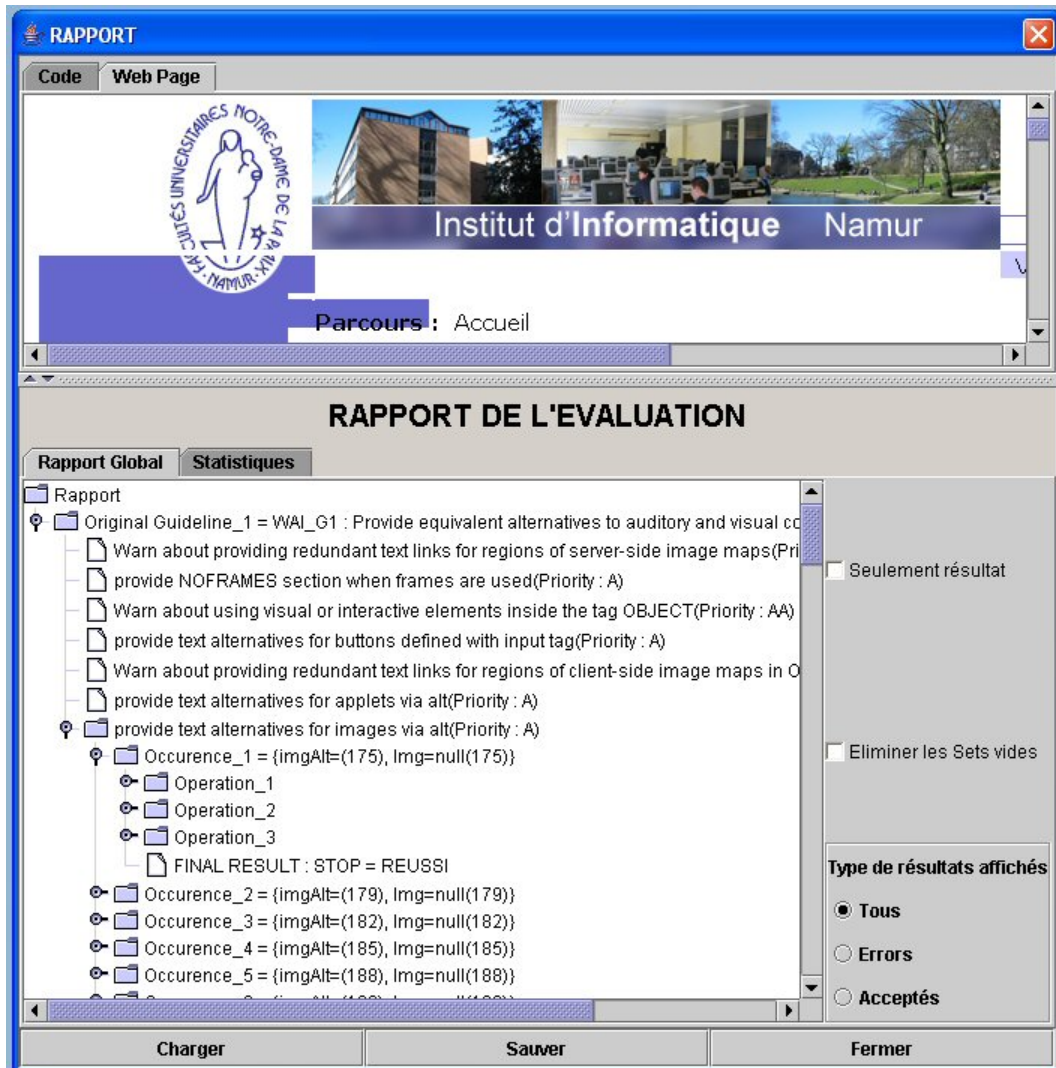 RAPPORT
Code Web Page
FACULTÉS UNIVERSITAIRES NOTRE-DAME DE LA PAIX
NAMUR
Institut d'Informatique Namur
Parcours : Accueil
RAPPORT DE L'EVALUATION
Rapport Global Statistiques
Rapport
Original Guideline_1 = WAI_G1 : Provide equivalent alternatives to auditory and visual co
Warn about providing redundant text links for regions of server-side image maps(Pri
provide NOFRAMES section when frames are used(Priority : A)
Warn about using visual or interactive elements inside the tag OBJECT(Priority : AA)
provide text alternatives for buttons defined with input tag(Priority : A)
Warn about providing redundant text links for regions of client-side image maps in O
provide text alternatives for applets via alt(Priority : A)
provide text alternatives for images via alt(Priority : A)
Occurence_1 = {imgAlt=(175), Img=null(175)}
Operation_1
Operation_2
Operation_3
FINAL RESULT : STOP = REUSSI
Occurence_2 = {imgAlt=(179), Img=null(179)}
Occurence_3 = {imgAlt=(182), Img=null(182)}
Occurence_4 = {imgAlt=(185), Img=null(185)}
Occurence_5 = {imgAlt=(188), Img=null(188)}
Seulement résultat
Eliminer les Sets vides
Type de résultats affichés
Tous
Errors
Acceptés
Charger Sauver Fermer